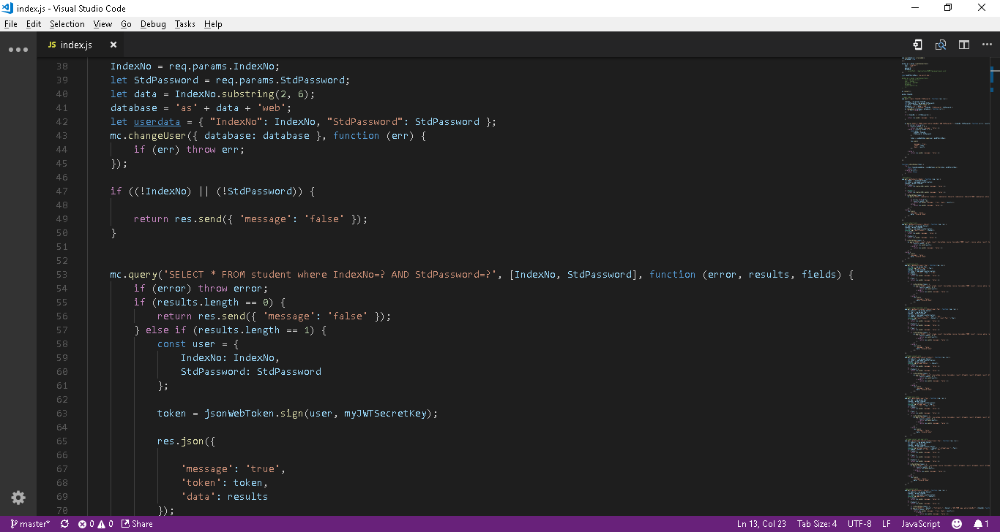 index.js - Visual Studio Code
File Edit Selection View Go Debug Tasks Help
JS index.js
38 IndexNo = req.params.IndexNo;
39 let StdPassword = req.params.StdPassword;
40 let data = IndexNo.substring(2, 6);
41 database = 'as' + data + 'web';
42 let userdata = { "IndexNo": IndexNo, "StdPassword": StdPassword };
43 mc.changeUser({ database: database }, function (err) {
44 if (err) throw err;
45 });
46
47 if ((!IndexNo) || (!StdPassword)) {
48
49 return res.send({ 'message': 'false' });
50 }
51
52
53 mc.query('SELECT * FROM student where IndexNo=? AND StdPassword=?', [IndexNo, StdPassword], function (error, results, fields) {
54 if (error) throw error;
55 if (results.length == 0) {
56 return res.send({ 'message': 'false' });
57 } else if (results.length == 1) {
58 const user = {
59 IndexNo: IndexNo,
60 StdPassword: StdPassword
61 };
62
63 token = jsonWebToken.sign(user, myJWTSecretKey);
64
65 res.json({
66
67 'message': 'true',
68 'token': token,
69 'data': results
70 });
master* 0 0 Share Ln 13, Col 23 Tab Size: 4 UTF-8 LF JavaScript 1